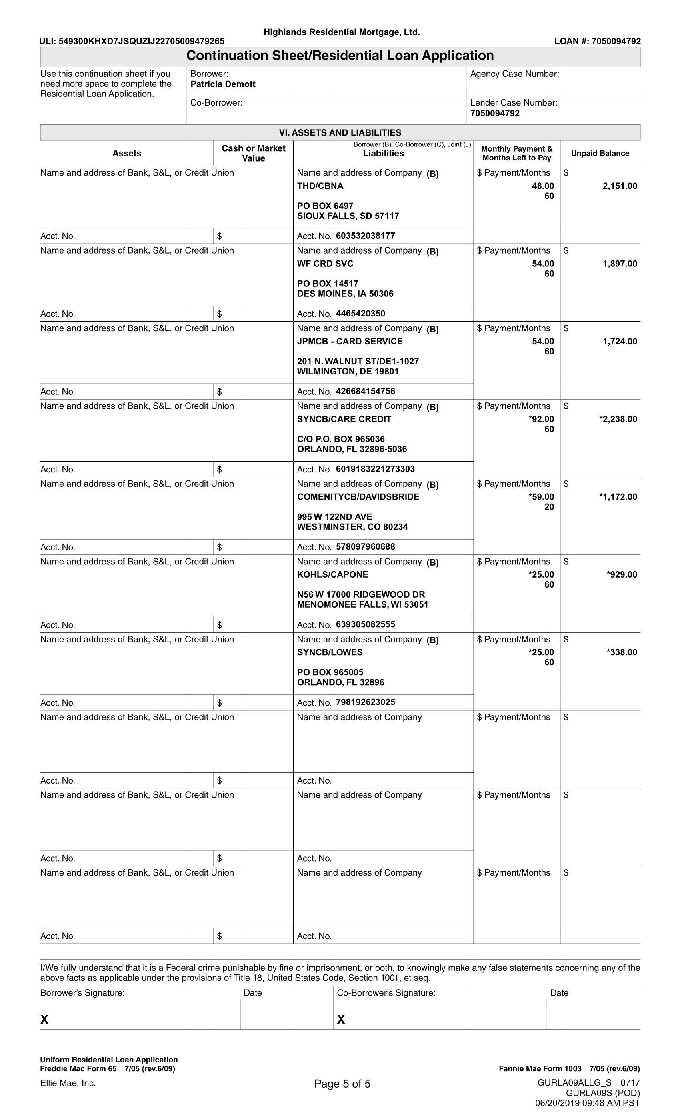 Highlands Residential Mortgage, Ltd.
ULI: 549300KHXD7JSQUZIJ22705009479265 LOAN #: 7050094792
Continuation Sheet/Residential Loan Application
Use this continuation sheet if you need more space to complete the Residential Loan Application.
Borrower:
Patricia Demott
Co-Borrower:
Agency Case Number:
Lender Case Number:
7050094792
VI. ASSETS AND LIABILITIES
Assets
Cash or Market Value
Borrower (B), Co-Borrower (C), Joint (J)
Liabilities
Monthly Payment & Months Left to Pay
Unpaid Balance
Name and address of Bank, S&L, or Credit Union Name and address of Company (B) $ Payment/Months $
THD/CBNA 48.00 2,151.00
60
PO BOX 6497
SIOUX FALLS, SD 57117
Acct. No. $ Acct. No. 603532038177
Name and address of Bank, S&L, or Credit Union Name and address of Company (B) $ Payment/Months $
WF CRD SVC 54.00 1,897.00
60
PO BOX 14517
DES MOINES, IA 50306
Acct. No. $ Acct. No. 4465420350
Name and address of Bank, S&L, or Credit Union Name and address of Company (B) $ Payment/Months $
JPMCB - CARD SERVICE 54.00 1,724.00
60
201 N. WALNUT ST/DE1-1027
WILMINGTON, DE 19801
Acct. No. $ Acct. No. 426684154756
Name and address of Bank, S&L, or Credit Union Name and address of Company (B) $ Payment/Months $
SYNCB/CARE CREDIT *92.00 *2,238.00
60
C/O P.O. BOX 965036
ORLANDO, FL 32896-5036
Acct. No. $ Acct. No. 6019183221273303
Name and address of Bank, S&L, or Credit Union Name and address of Company (B) $ Payment/Months $
COMENITYCB/DAVIDSBRIDE *59.00 *1,172.00
20
995 W 122ND AVE
WESTMINSTER, CO 80234
Acct. No. $ Acct. No. 578097960688
Name and address of Bank, S&L, or Credit Union Name and address of Company (B) $ Payment/Months $
KOHLS/CAPONE *25.00 *929.00
60
N56 W 17000 RIDGEWOOD DR
MENOMONEE FALLS, WI 53051
Acct. No. $ Acct. No. 639305082555
Name and address of Bank, S&L, or Credit Union Name and address of Company (B) $ Payment/Months $
SYNCB/LOWES *25.00 *338.00
60
PO BOX 965005
ORLANDO, FL 32896
Acct. No. $ Acct. No. 798192623025
Name and address of Bank, S&L, or Credit Union Name and address of Company $ Payment/Months $
Acct. No. $ Acct. No.
Name and address of Bank, S&L, or Credit Union Name and address of Company $ Payment/Months $
Acct. No. $ Acct. No.
Name and address of Bank, S&L, or Credit Union Name and address of Company $ Payment/Months $
Acct. No. $ Acct. No.
I/We fully understand that it is a Federal crime punishable by fine or imprisonment, or both, to knowingly make any false statements concerning any of the
above facts as applicable under the provisions of Title 18, United States Code, Section 1001, et seq.
Borrower's Signature: Date Co-Borrower's Signature: Date
X X
Uniform Residential Loan Application
Freddie Mac Form 65 7/05 (rev.6/09) Fannie Mae Form 1003 7/05 (rev.6/09)
Ellie Mae, Inc. Page 5 of 5 GURLA09ALLG_S 0717
GURLA09S (POD)
06/20/2019 09:48 AM PST